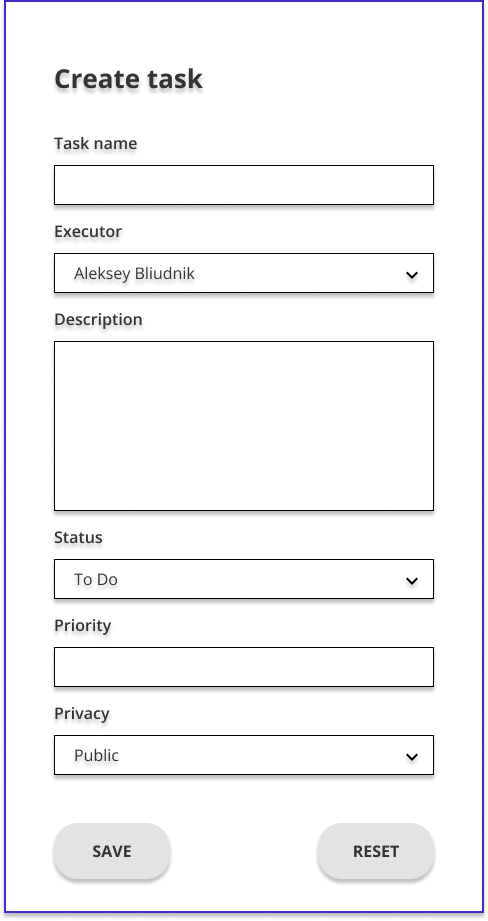 Create task
Task name
Executor
Aleksey Bliudnik
Description
Status
To Do
Priority
Privacy
Public
SAVE
RESET